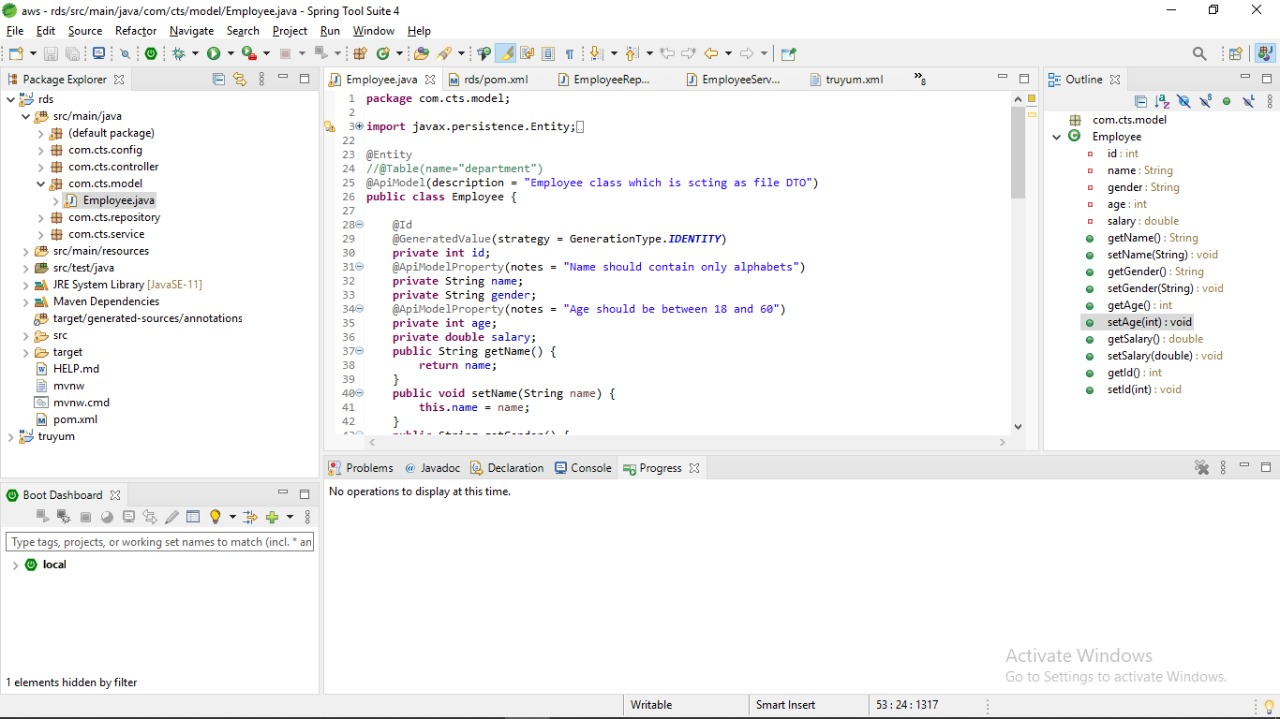 aws - rds/src/main/java/com/cts/model/Employee.java - Spring Tool Suite 4
File Edit Source Refactor Navigate Search Project Run Window Help
Package Explorer
rds
src/main/java
(default package)
com.cts.config
com.cts.controller
com.cts.model
Employee.java
com.cts.repository
com.cts.service
src/main/resources
src/test/java
JRE System Library [JavaSE-11]
Maven Dependencies
target/generated-sources/annotations
src
target
HELP.md
mvnw
mvnw.cmd
pom.xml
truyum
Boot Dashboard
Type tags, projects, or working set names to match (incl. * an
local
1 elements hidden by filter
Employee.java rds/pom.xml EmployeeRep... EmployeeServ... truyum.xml »8
1 package com.cts.model;
2
3 import javax.persistence.Entity;
22
23 @Entity
24 //@Table(name="department")
25 @ApiModel(description = "Employee class which is scting as file DTO")
26 public class Employee {
27
28 @Id
29 @GeneratedValue(strategy = GenerationType.IDENTITY)
30 private int id;
31 @ApiModelProperty(notes = "Name should contain only alphabets")
32 private String name;
33 private String gender;
34 @ApiModelProperty(notes = "Age should be between 18 and 60")
35 private int age;
36 private double salary;
37 public String getName() {
38 return name;
39 }
40 public void setName(String name) {
41 this.name = name;
42 }
Problems Javadoc Declaration Console Progress
No operations to display at this time.
Outline
com.cts.model
Employee
id : int
name : String
gender : String
age : int
salary : double
getName() : String
setName(String) : void
getGender() : String
setGender(String) : void
getAge() : int
setAge(int) : void
getSalary() : double
setSalary(double) : void
getId() : int
setId(int) : void
Activate Windows
Go to Settings to activate Windows.
Writable Smart Insert 53 : 24 : 1317